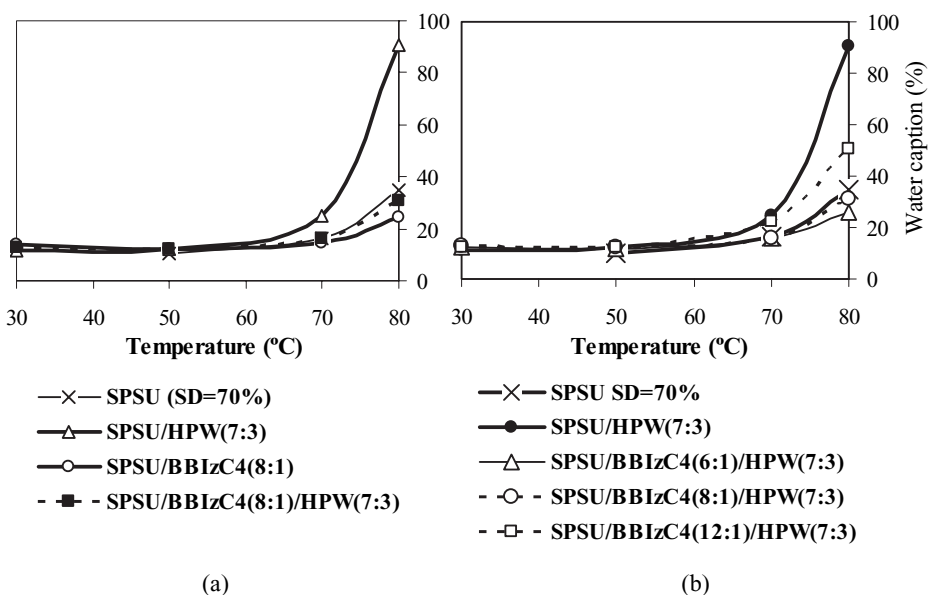 100
80
60
40
20
0
30 40 50 60 70 80
Temperature (ºC)
SPSU (SD=70%)
SPSU/HPW(7:3)
SPSU/BBIzC4(8:1)
SPSU/BBIzC4(8:1)/HPW(7:3)
(a)
100
80
60
40
20
0
Water caption (%)
30 40 50 60 70 80
Temperature (ºC)
SPSU SD=70%
SPSU/HPW(7:3)
SPSU/BBIzC4(6:1)/HPW(7:3)
SPSU/BBIzC4(8:1)/HPW(7:3)
SPSU/BBIzC4(12:1)/HPW(7:3)
(b)